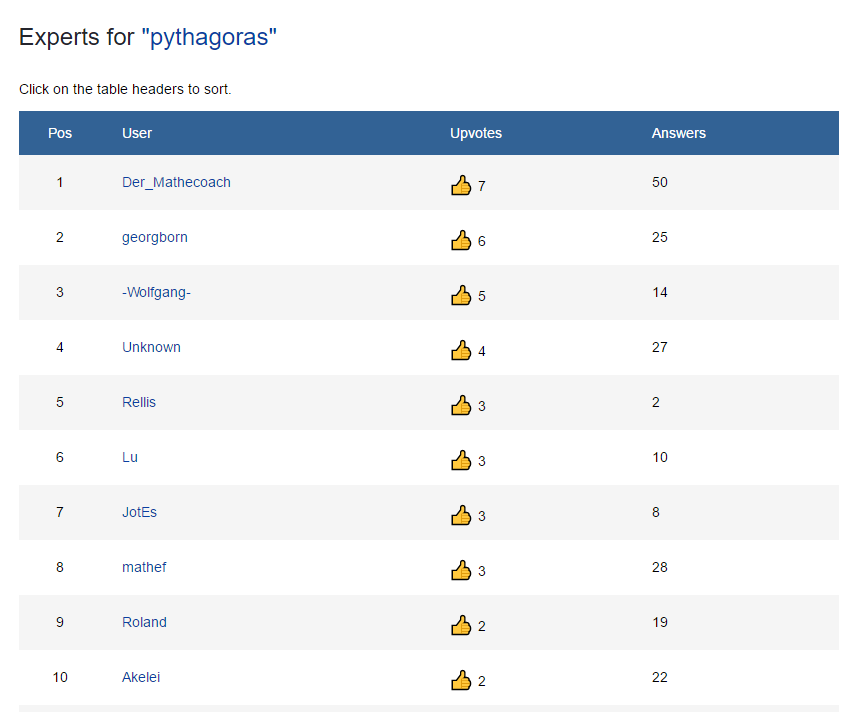 Experts for "pythagoras"
Click on the table headers to sort.
Pos User Upvotes Answers
1 Der_Mathecoach 7 50
2 georgborn 6 25
3 -Wolfgang- 5 14
4 Unknown 4 27
5 Rellis 3 2
6 Lu 3 10
7 JotEs 3 8
8 mathef 3 28
9 Roland 2 19
10 Akelei 2 22